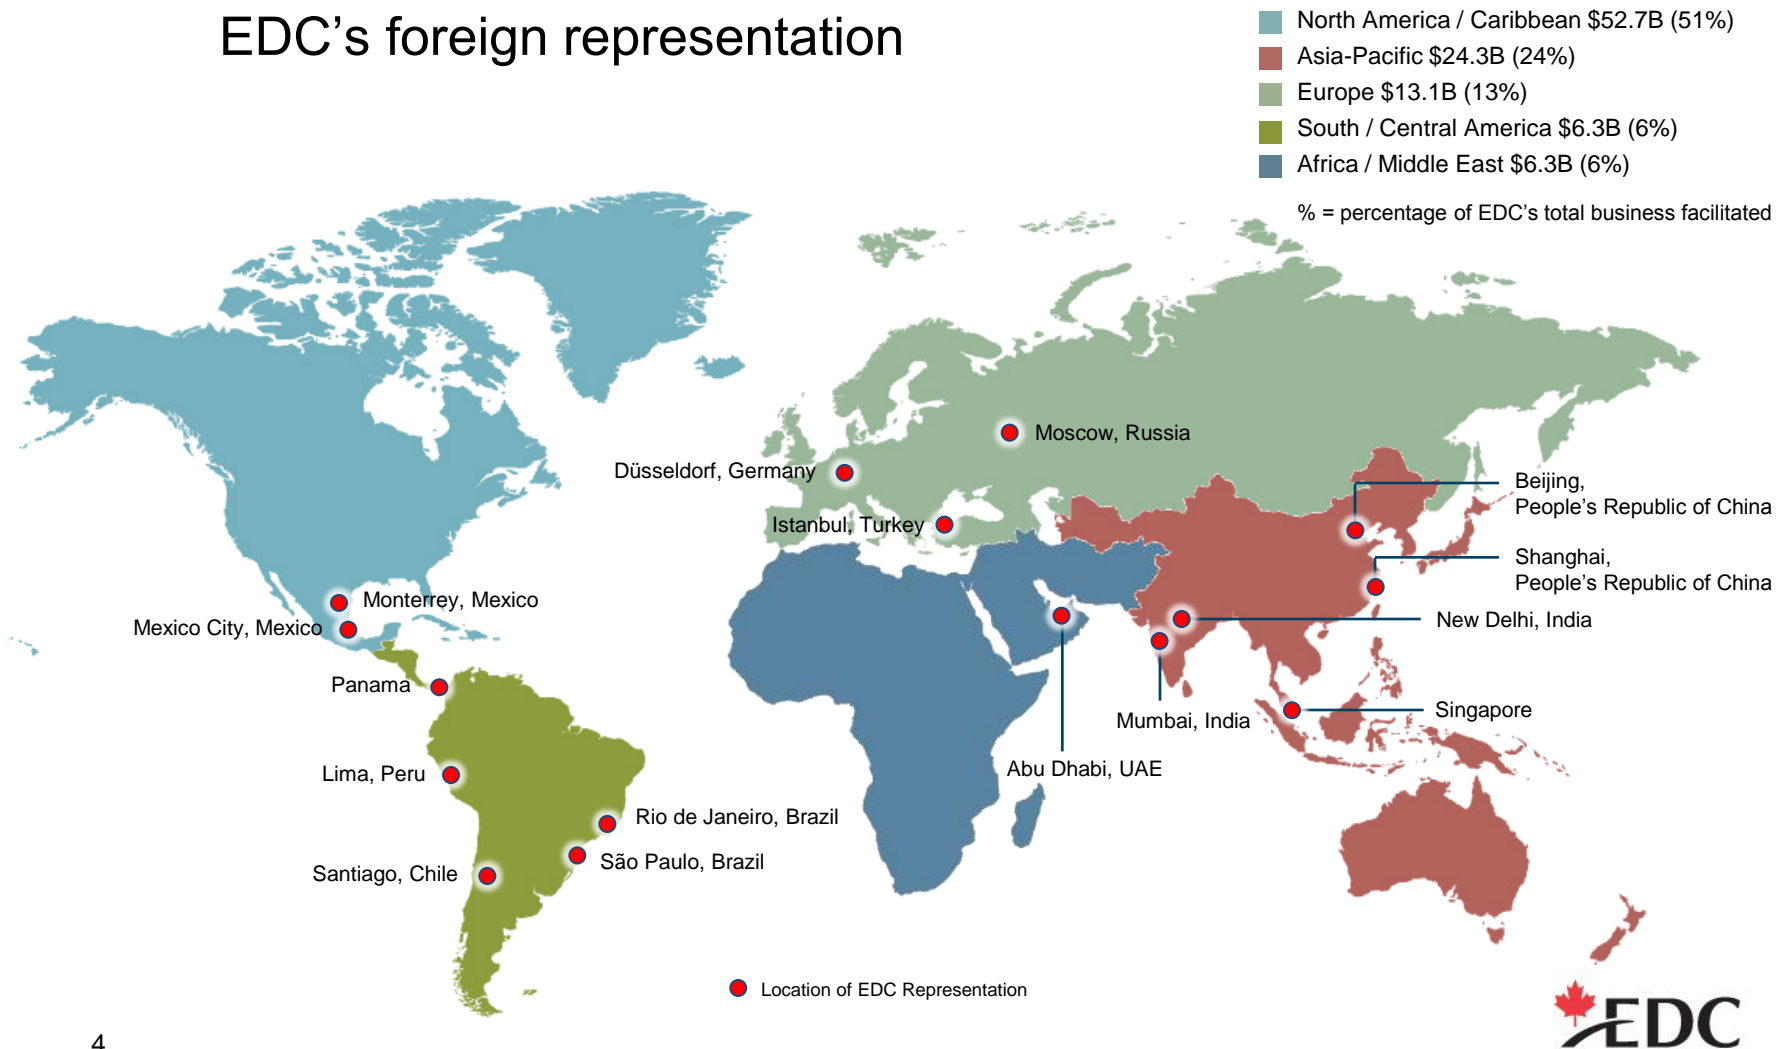 EDC’s foreign representation
North America / Caribbean $52.7B (51%)
Asia-Pacific $24.3B (24%)
Europe $13.1B (13%)
South / Central America $6.3B (6%)
Africa / Middle East $6.3B (6%)
% = percentage of EDC’s total business facilitated
Moscow, Russia
Düsseldorf, Germany
Istanbul, Turkey
Beijing,
People’s Republic of China
Shanghai,
People’s Republic of China
New Delhi, India
Monterrey, Mexico
Mexico City, Mexico
Panama
Mumbai, India
Singapore
Abu Dhabi, UAE
Lima, Peru
Rio de Janeiro, Brazil
São Paulo, Brazil
Santiago, Chile
Location of EDC Representation
EDC
4